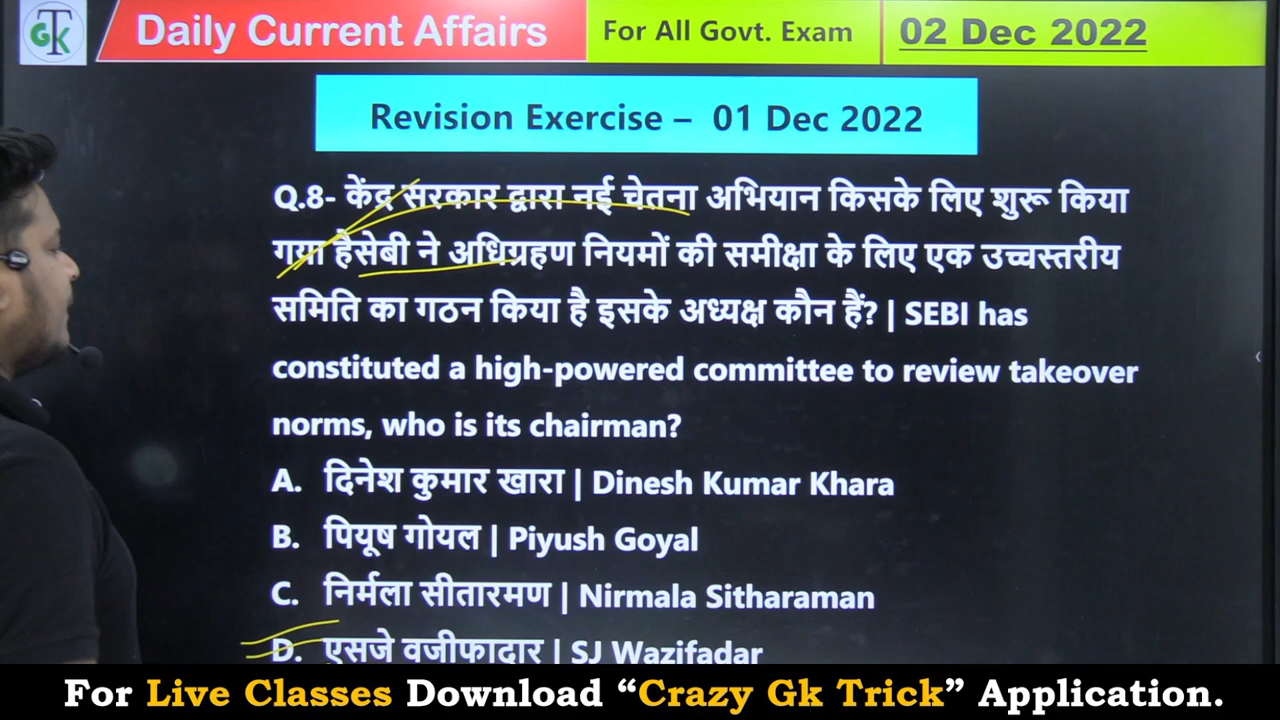 T
GK
Daily Current Affairs
For All Govt. Exam
02 Dec 2022
Revision Exercise – 01 Dec 2022
Q.8- केंद्र सरकार द्वारा नई चेतना अभियान किसके लिए शुरू किया
गया हैसेबी ने अधिग्रहण नियमों की समीक्षा के लिए एक उच्चस्तरीय
समिति का गठन किया है इसके अध्यक्ष कौन हैं? | SEBI has
constituted a high-powered committee to review takeover
norms, who is its chairman?
A. दिनेश कुमार खारा | Dinesh Kumar Khara
B. पियूष गोयल | Piyush Goyal
C. निर्मला सीतारमण | Nirmala Sitharaman
D. एसजे वजीफादार | SJ Wazifadar
For Live Classes Download “Crazy Gk Trick” Application.